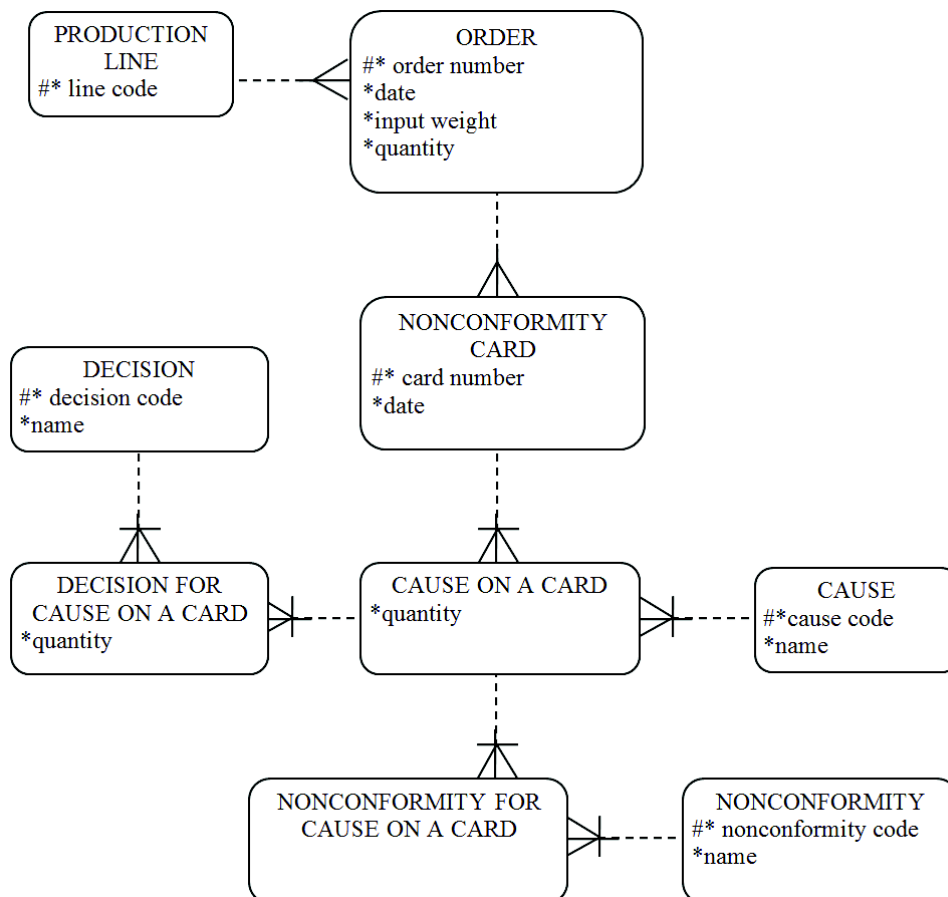 PRODUCTION
LINE
#* line code
ORDER
#* order number
*date
*input weight
*quantity
NONCONFORMITY
CARD
#* card number
*date
DECISION
#* decision code
*name
DECISION FOR
CAUSE ON A CARD
*quantity
CAUSE ON A CARD
*quantity
CAUSE
#*cause code
*name
NONCONFORMITY FOR
CAUSE ON A CARD
NONCONFORMITY
#* nonconformity code
*name